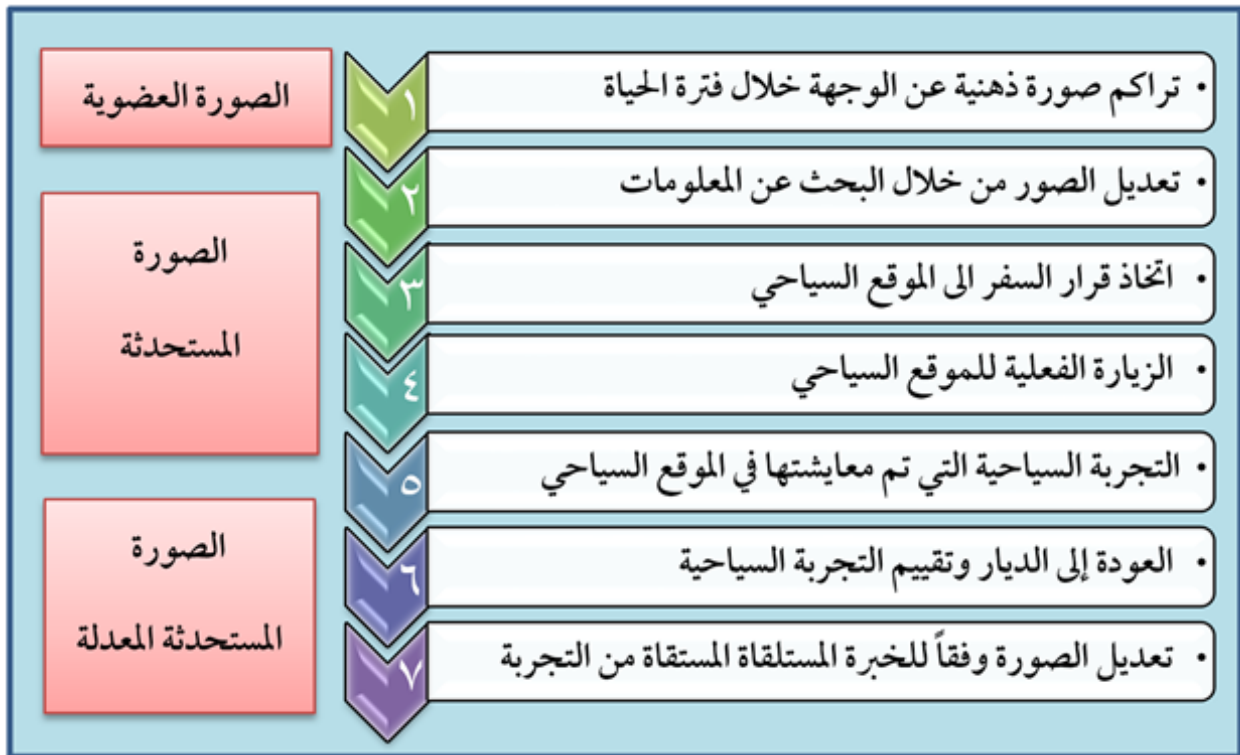 • تراكم صورة ذهنية عن الوجهة خلال فترة الحياة
١
الصورة العضوية
• تعديل الصور من خلال البحث عن المعلومات
٢
• اتخاذ قرار السفر الى الموقع السياحي
٣
• الزيارة الفعلية للموقع السياحي
٤
الصورة
المستحدثة
• التجربة السياحية التي تم معايشتها في الموقع السياحي
٥
• العودة إلى الديار وتقييم التجربة السياحية
٦
• تعديل الصورة وفقاً للخبرة المستلقاة المستقاة من التجربة
٧
الصورة
المستحدثة المعدلة